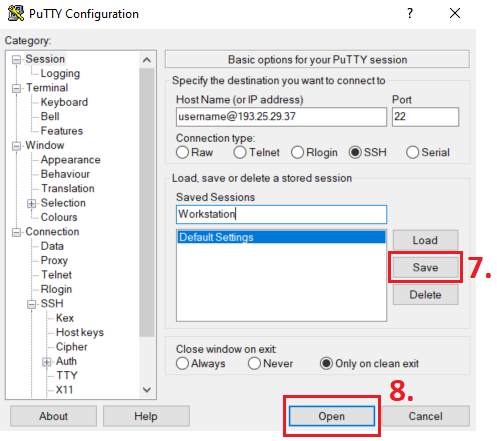 PuTTY Configuration ? ×
Category:
Session
Logging
Terminal
Keyboard
Bell
Features
Window
Appearance
Behaviour
Translation
Selection
Colours
Connection
Data
Proxy
Telnet
Rlogin
SSH
Kex
Host keys
Cipher
Auth
TTY
X11
Basic options for your PuTTY session
Specify the destination you want to connect to
Host Name (or IP address) Port
username@193.25.29.37 22
Connection type:
Raw Telnet Rlogin SSH Serial
Load, save or delete a stored session
Saved Sessions
Workstation
Default Settings
Load
Save
7.
Delete
Close window on exit:
Always Never Only on clean exit
8.
About Help Open Cancel